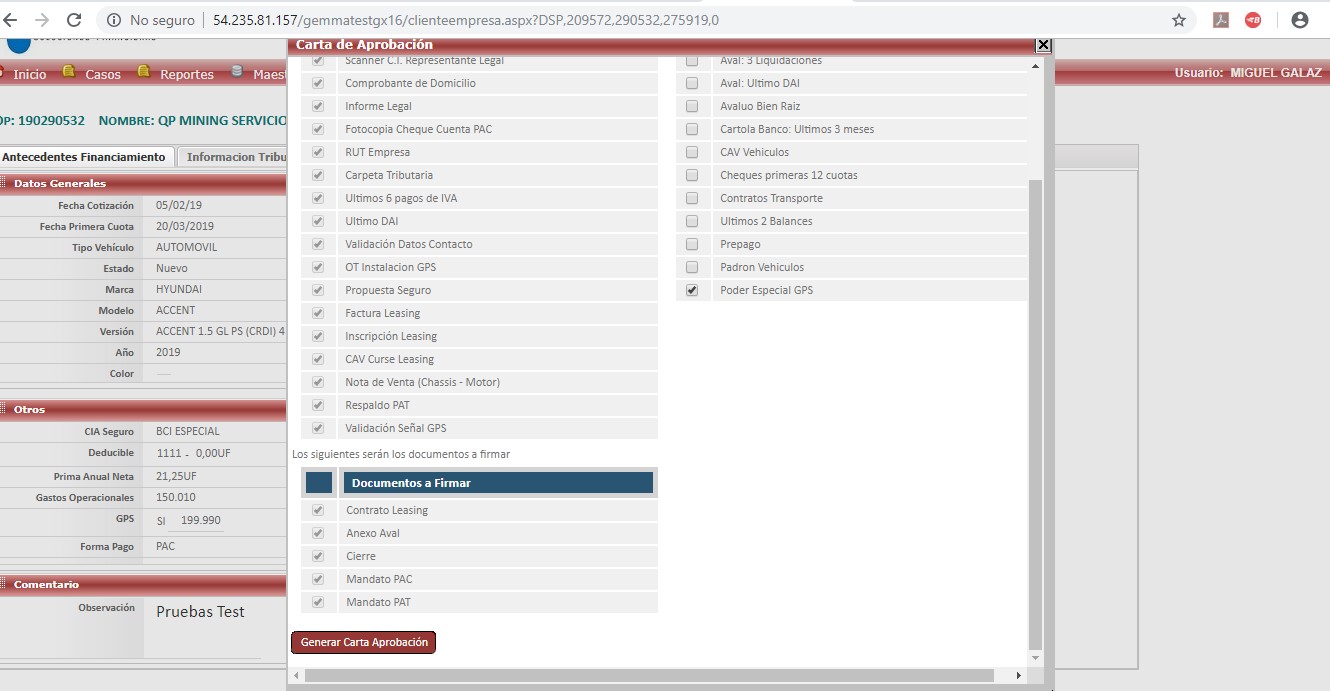 No seguro
54.235.81.157/gemmatestgx16/clienteempresa.aspx?DSP,209572,290532,275919,0
Inicio
Casos
Reportes
Usuario: MIGUEL GALAZ
OP: 190290532 NOMBRE: QP MINING SERVICIO
Antecedentes Financiamiento
Informacion Tribu
Datos Generales
Fecha Cotización 05/02/19
Fecha Primera Cuota 20/03/2019
Tipo Vehículo AUTOMOVIL
Estado Nuevo
Marca HYUNDAI
Modelo ACCENT
Versión ACCENT 1.5 GL PS (CRDI) 4
Año 2019
Color
Otros
CIA Seguro BCI ESPECIAL
Deducible 1111 - 0,00UF
Prima Anual Neta 21,25UF
Gastos Operacionales 150.010
GPS SI 199.990
Forma Pago PAC
Comentario
Observación Pruebas Test
Carta de Aprobación
Scanner C.I. Representante Legal
Comprobante de Domicilio
Informe Legal
Fotocopia Cheque Cuenta PAC
RUT Empresa
Carpeta Tributaria
Ultimos 6 pagos de IVA
Ultimo DAI
Validación Datos Contacto
OT Instalacion GPS
Propuesta Seguro
Factura Leasing
Inscripción Leasing
CAV Curse Leasing
Nota de Venta (Chassis - Motor)
Respaldo PAT
Validación Señal GPS
Aval: 3 Liquidaciones
Aval: Ultimo DAI
Avaluo Bien Raiz
Cartola Banco: Ultimos 3 meses
CAV Vehiculos
Cheques primeras 12 cuotas
Contratos Transporte
Ultimos 2 Balances
Prepago
Padron Vehiculos
Poder Especial GPS
Los siguientes serán los documentos a firmar
Documentos a Firmar
Contrato Leasing
Anexo Aval
Cierre
Mandato PAC
Mandato PAT
Generar Carta Aprobación